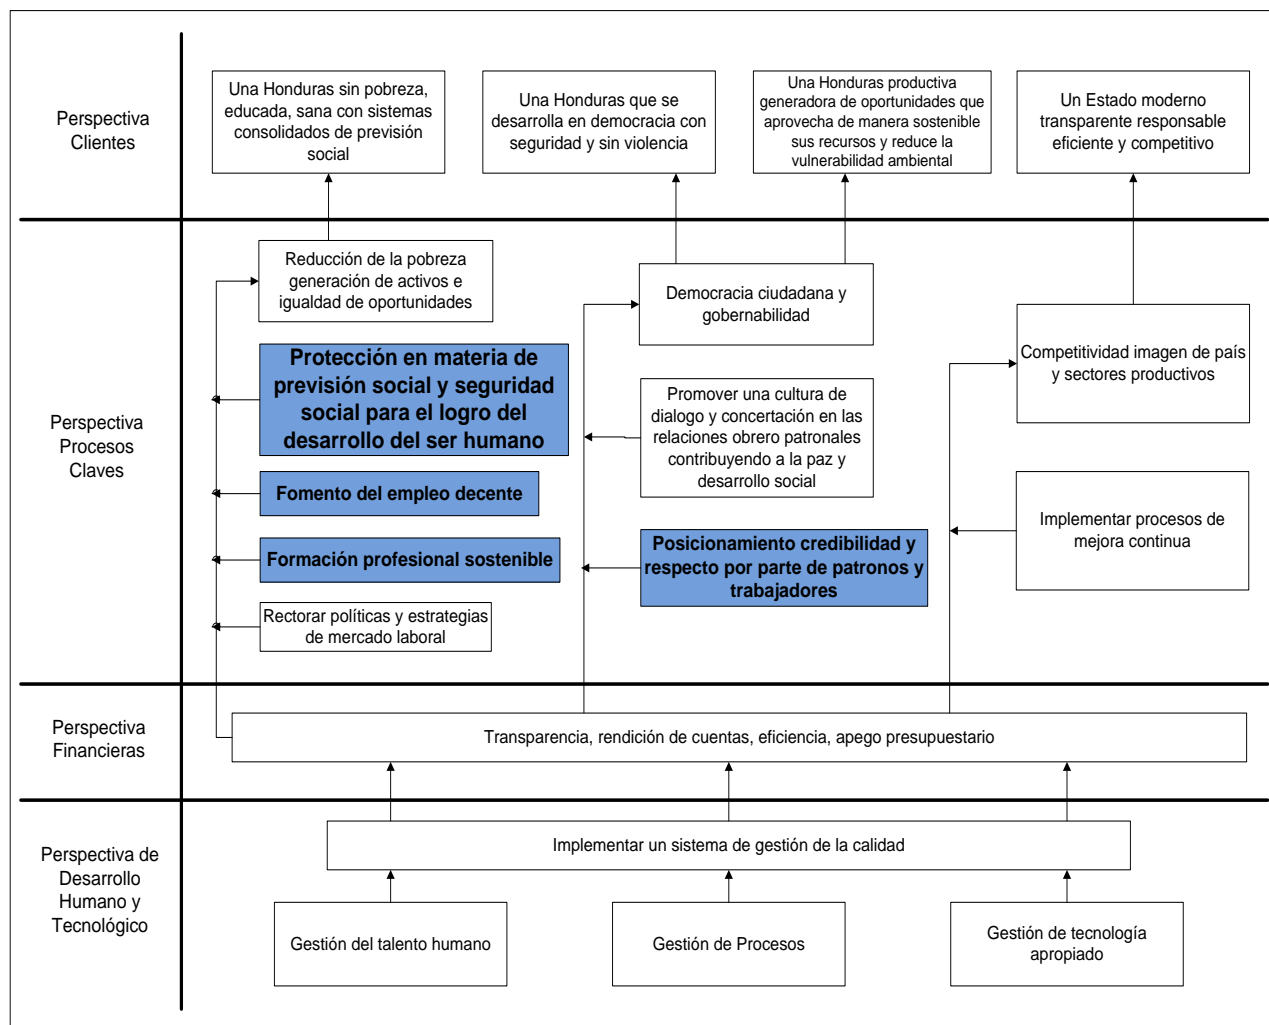 Perspectiva
Clientes
Una Honduras sin pobreza,
educada, sana con sistemas
consolidados de previsión
social
Una Honduras que se
desarrolla en democracia con
seguridad y sin violencia
Una Honduras productiva
generadora de oportunidades que
aprovecha de manera sostenible
sus recursos y reduce la
vulnerabilidad ambiental
Un Estado moderno
transparente responsable
eficiente y competitivo
Perspectiva
Procesos
Claves
Reducción de la pobreza
generación de activos e
igualdad de oportunidades
Protección en materia de
previsión social y seguridad
social para el logro del
desarrollo del ser humano
Fomento del empleo decente
Formación profesional sostenible
Rectorar políticas y estrategias
de mercado laboral
Democracia ciudadana y
gobernabilidad
Promover una cultura de
dialogo y concertación en las
relaciones obrero patronales
contribuyendo a la paz y
desarrollo social
Posicionamiento credibilidad y
respecto por parte de patronos y
trabajadores
Competitividad imagen de país
y sectores productivos
Implementar procesos de
mejora continua
Perspectiva
Financieras
Transparencia, rendición de cuentas, eficiencia, apego presupuestario
Perspectiva de
Desarrollo
Humano y
Tecnológico
Implementar un sistema de gestión de la calidad
Gestión del talento humano
Gestión de Procesos
Gestión de tecnología
apropiado